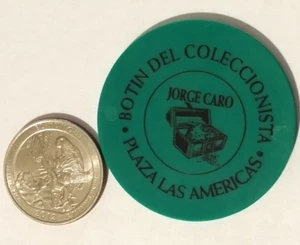 BOTIN DEL COLECCIONISTA
JORGE CARO
• PLAZA LAS AMERICAS •